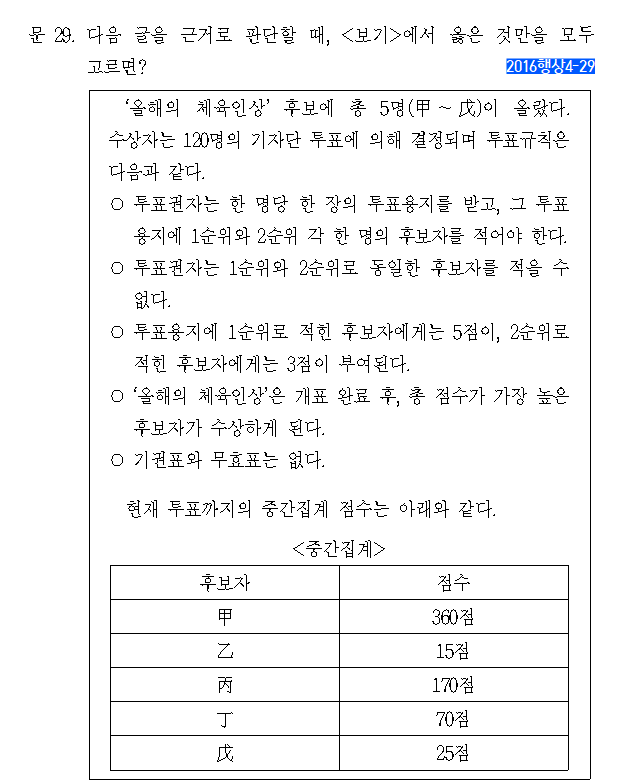 문 29. 다음 글을 근거로 판단할 때, <보기>에서 옳은 것만을 모두
고르면?
2016행상4-29
‘올해의 체육인상’ 후보에 총 5명(甲～戊)이 올랐다.
수상자는 120명의 기자단 투표에 의해 결정되며 투표규칙은
다음과 같다.
○ 투표권자는 한 명당 한 장의 투표용지를 받고, 그 투표
용지에 1순위와 2순위 각 한 명의 후보자를 적어야 한다.
○ 투표권자는 1순위와 2순위로 동일한 후보자를 적을 수
없다.
○ 투표용지에 1순위로 적힌 후보자에게는 5점이, 2순위로
적힌 후보자에게는 3점이 부여된다.
○ ‘올해의 체육인상’은 개표 완료 후, 총 점수가 가장 높은
후보자가 수상하게 된다.
○ 기권표와 무효표는 없다.
현재 투표까지의 중간집계 점수는 아래와 같다.
<중간집계>
후보자 점수
甲 360점
乙 15점
丙 170점
丁 70점
戊 25점